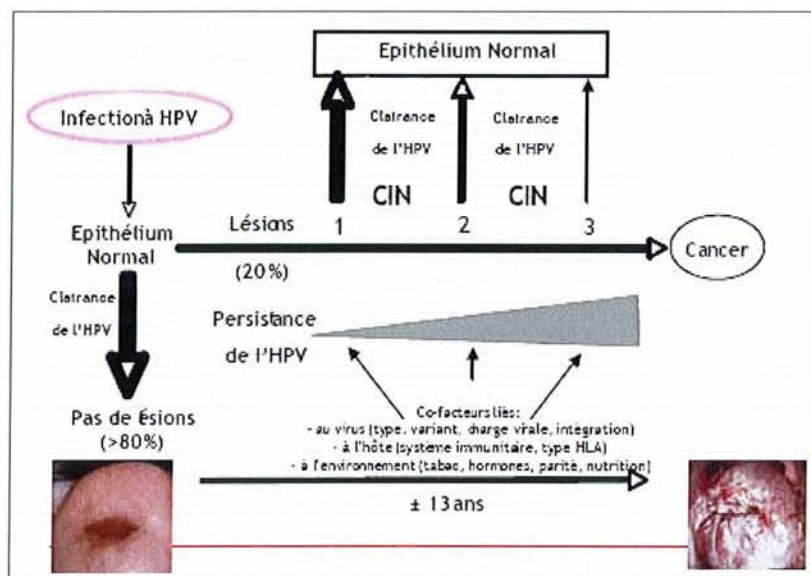 Epithélium Normal
Infectionà HPV
Clairance
de l'HPV
Clairance
de l'HPV
CIN
CIN
Epithélium
Normal
Lésions
1
2
3
(20%)
Cancer
Clairance
de l'HPV
Persistance
de l'HPV
Pas de ésions
(>80%)
Co-facteurs liés:
- au virus (type, variant, charge virale, intégration)
- à l'hôte (système immunitaire, type HLA)
- à l'environnement (tabac, hormones, parité, nutrition)
± 13 ans